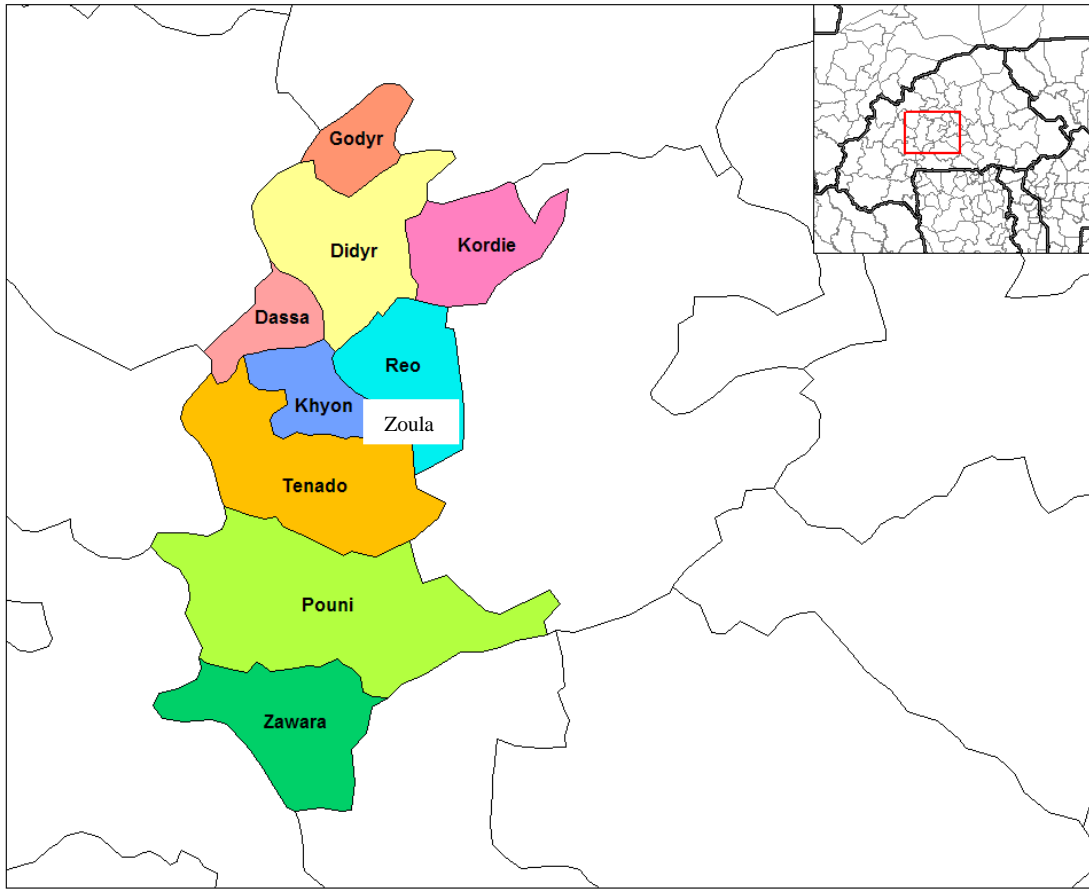 Godyr
Kordie
Didyr
Dassa
Reo
Khyon
Zoula
Tenado
Pouni
Zawara